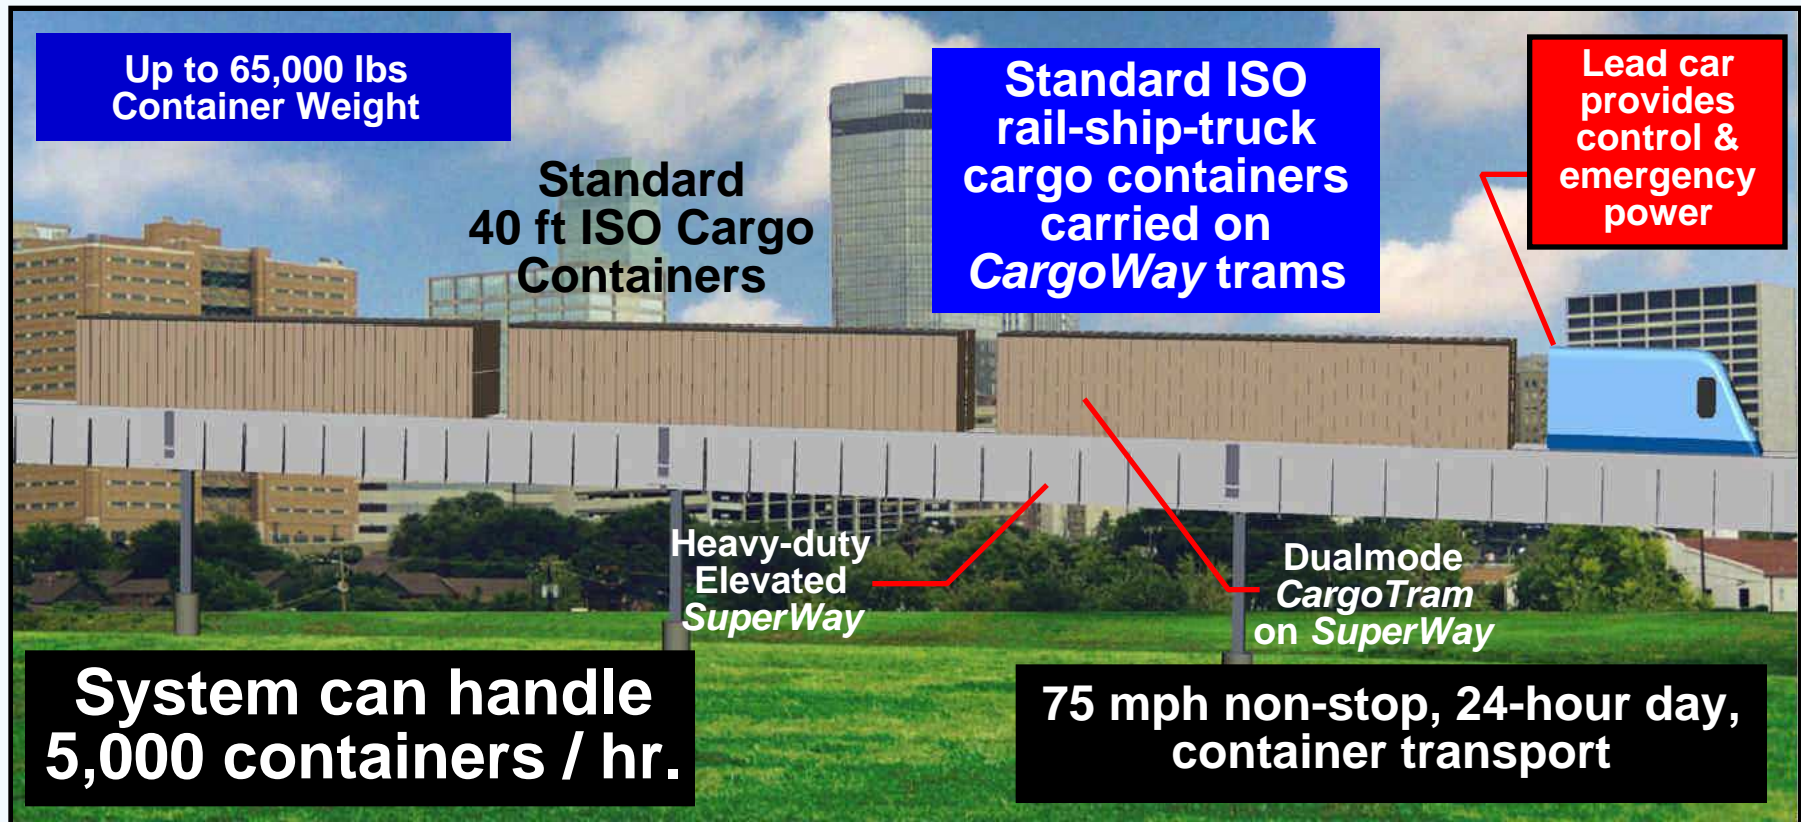 Up to 65,000 lbs
Container Weight
Standard
40 ft ISO Cargo
Containers
Standard ISO
rail-ship-truck
cargo containers
carried on
CargoWay trams
Lead car
provides
control &
emergency
power
Heavy-duty
Elevated
SuperWay
Dualmode
CargoTram
on SuperWay
System can handle
5,000 containers / hr.
75 mph non-stop, 24-hour day,
container transport